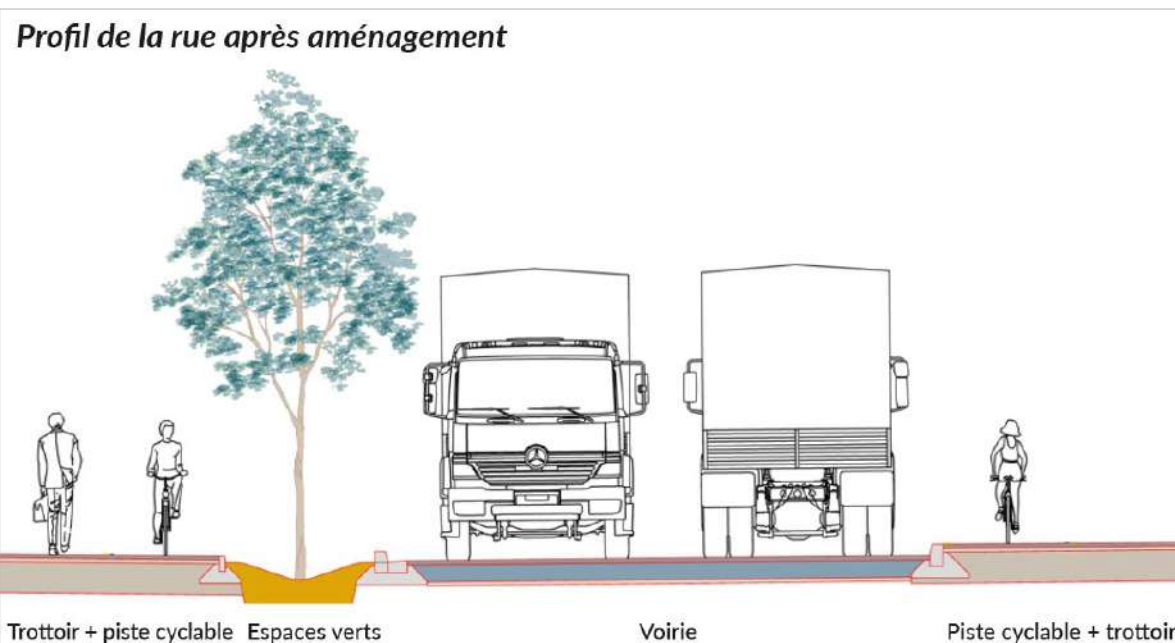 Profil de la rue après aménagement
Trottoir + piste cyclable Espaces verts Voirie Piste cyclable + trottoir